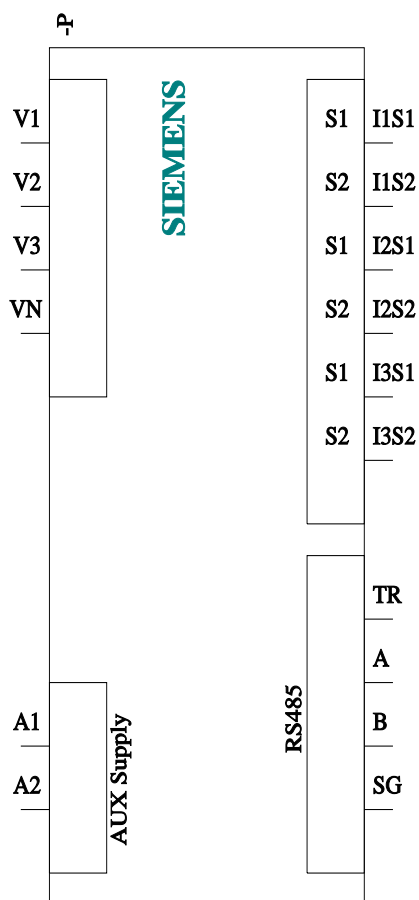 -P
SIEMENS
V1
V2
V3
VN
S1 I1S1
S2 I1S2
S1 I2S1
S2 I2S2
S1 I3S1
S2 I3S2
TR
A
B
SG
RS485
A1
A2
AUX Supply